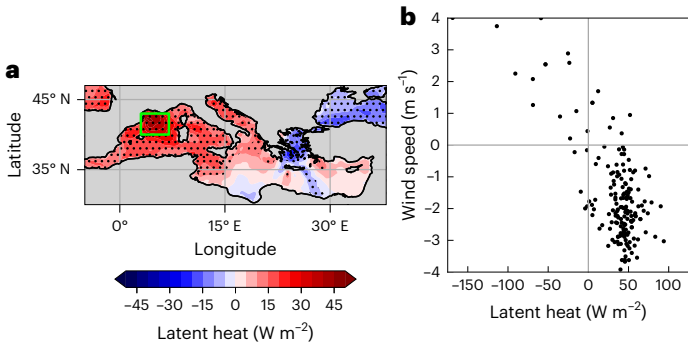 a
45° N
35° N
Latitude
0°
15° E
30° E
Longitude
−45 −30 −15 0 15 30 45
Latent heat (W m⁻²)
b
Wind speed (m s⁻¹)
4
3
2
1
0
−1
−2
−3
−4
−150 −100 −50 0 50 100
Latent heat (W m⁻²)